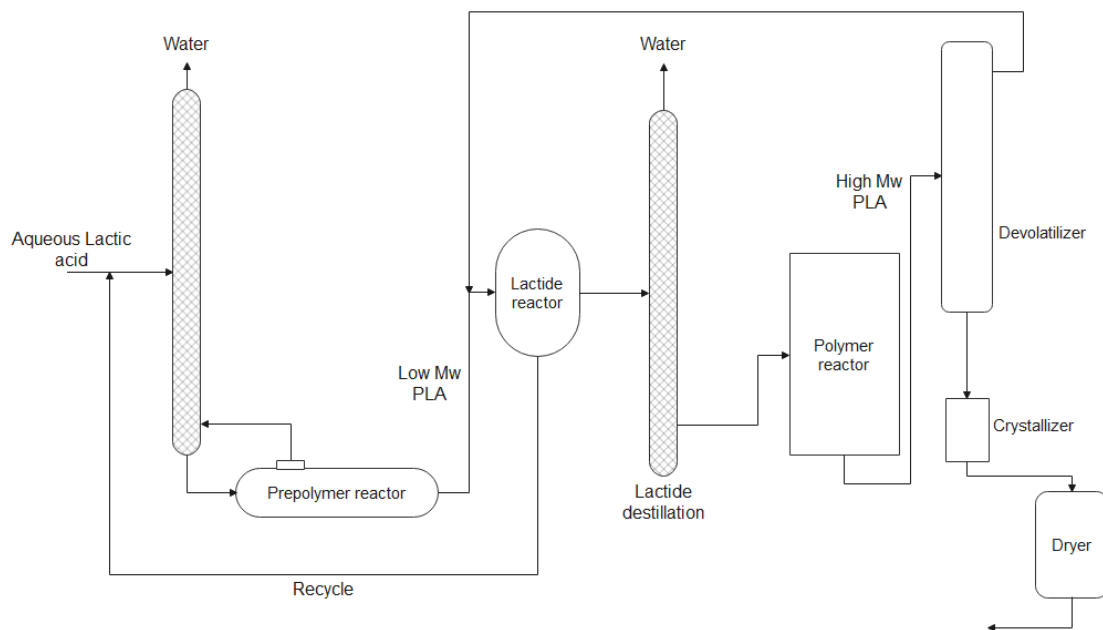 Water
Water
High Mw
PLA
Devolatilizer
Aqueous Lactic
acid
Lactide
reactor
Polymer
reactor
Low Mw
PLA
Crystallizer
Prepolymer reactor
Lactide
destillation
Dryer
Recycle